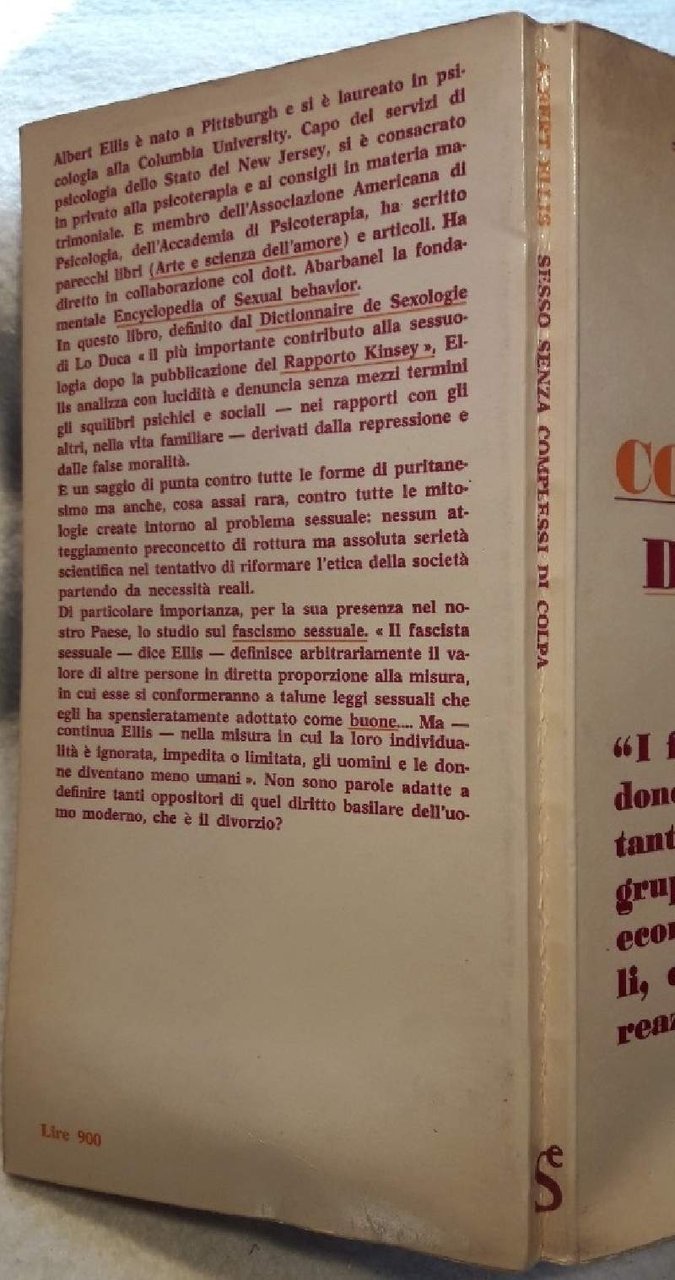 Albert Ellis è nato a Pittsburgh e si è laureato in psi-
cologia alla Columbia University. Capo dei servizi di
psicologia dello Stato del New Jersey, si è consacrato
in privato alla psicoterapia e ai consigli in materia ma-
trimoniale. E membro dell'Associazione Americana di
Psicologia, dell'Accademia di Psicoterapia, ha scritto
parecchi libri (Arte e scienza dell'amore) e articoli. Ha
diretto in collaborazione col dott. Abarbanel la fonda-
mentale Encyclopedia of Sexual behavior.
In questo libro, definito dal Dictionnaire de Sexologie
di Lo Duca « il più importante contributo alla sessuo-
logia dopo la pubblicazione del Rapporto Kinsey », El-
lis analizza con lucidità e denuncia senza mezzi termini
gli squilibri psichici e sociali — nei rapporti con gli
altri, nella vita familiare — derivati dalla repressione e
dalle false moralità.
E un saggio di punta contro tutte le forme di puritane-
simo ma anche, cosa assai rara, contro tutte le mito-
logie create intorno al problema sessuale: nessun at-
teggiamento preconcetto di rottura ma assoluta serietà
scientifica nel tentativo di riformare l'etica della società
partendo da necessità reali.
Di particolare importanza, per la sua presenza nel no-
stro Paese, lo studio sul fascismo sessuale. « Il fascista
sessuale — dice Ellis — definisce arbitrariamente il va-
lore di altre persone in diretta proporzione alla misura,
in cui esse si conformeranno a talune leggi sessuali che
egli ha spensieratamente adottato come buone.... Ma —
continua Ellis — nella misura in cui la loro individua-
lità è ignorata, impedita o limitata, gli uomini e le don-
ne diventano meno umani ». Non sono parole adatte a
definire tanti oppositori di quel diritto basilare dell'uo-
mo moderno, che è il divorzio?
Lire 900
ALBERT ELLIS SESSO SENZA COMPLESSI DI COLPA
Se
CO
D
“I f
done
tant
grup
econ
li, e
reaz